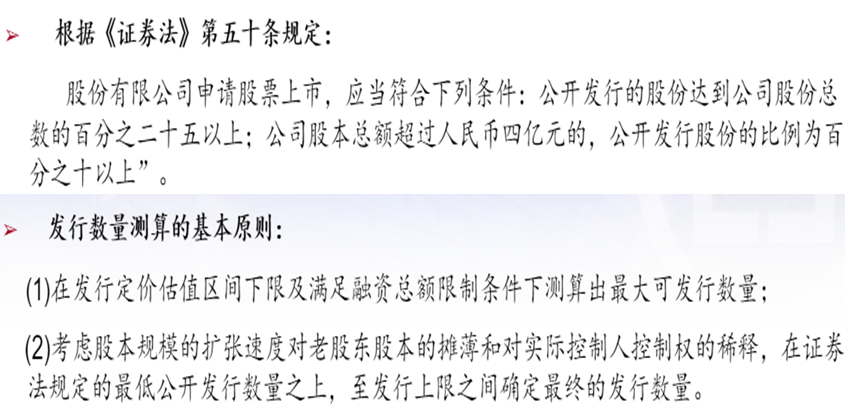 根据《证券法》第五十条规定：
股份有限公司申请股票上市，应当符合下列条件：公开发行的股份达到公司股份总
数的百分之二十五以上；公司股本总额超过人民币四亿元的，公开发行股份的比例为百
分之十以上”。
发行数量测算的基本原则：
(1)在发行定价估值区间下限及满足融资总额限制条件下测算出最大可发行数量；
(2)考虑股本规模的扩张速度对老股东股本的摊薄和对实际控制人控制权的稀释，在证券
法规定的最低公开发行数量之上，至发行上限之间确定最终的发行数量。